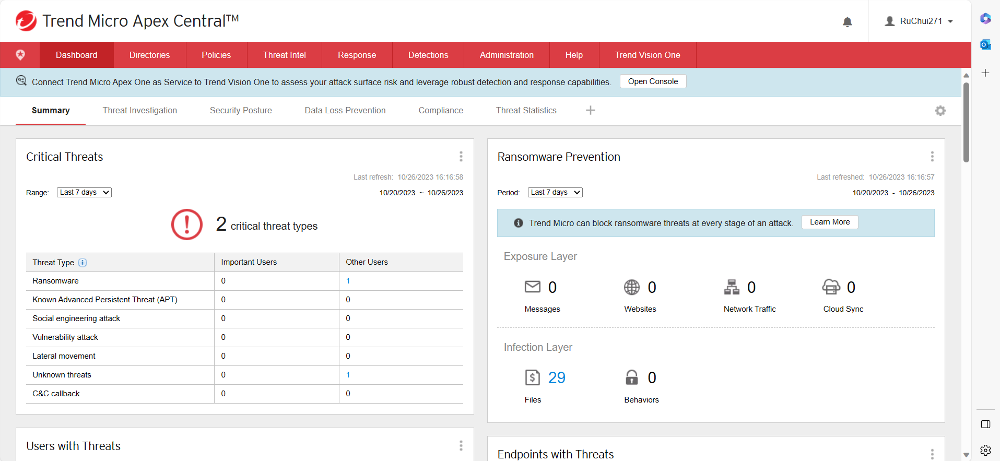 Trend Micro Apex Central™
RuChui271
Dashboard
Directories
Policies
Threat Intel
Response
Detections
Administration
Help
Trend Vision One
Connect Trend Micro Apex One as Service to Trend Vision One to assess your attack surface risk and leverage robust detection and response capabilities.
Open Console
Summary
Threat Investigation
Security Posture
Data Loss Prevention
Compliance
Threat Statistics
Critical Threats
Last refresh: 10/26/2023 16:16:58
Range: Last 7 days 10/20/2023 ~ 10/26/2023
2 critical threat types
Threat Type Important Users Other Users
Ransomware 0 1
Known Advanced Persistent Threat (APT) 0 0
Social engineering attack 0 0
Vulnerability attack 0 0
Lateral movement 0 0
Unknown threats 0 1
C&C callback 0 0
Users with Threats
Ransomware Prevention
Last refreshed: 10/26/2023 16:16:57
Period: Last 7 days 10/20/2023 - 10/26/2023
Trend Micro can block ransomware threats at every stage of an attack.
Learn More
Exposure Layer
0 0 0 0
Messages Websites Network Traffic Cloud Sync
Infection Layer
29 0
Files Behaviors
Endpoints with Threats